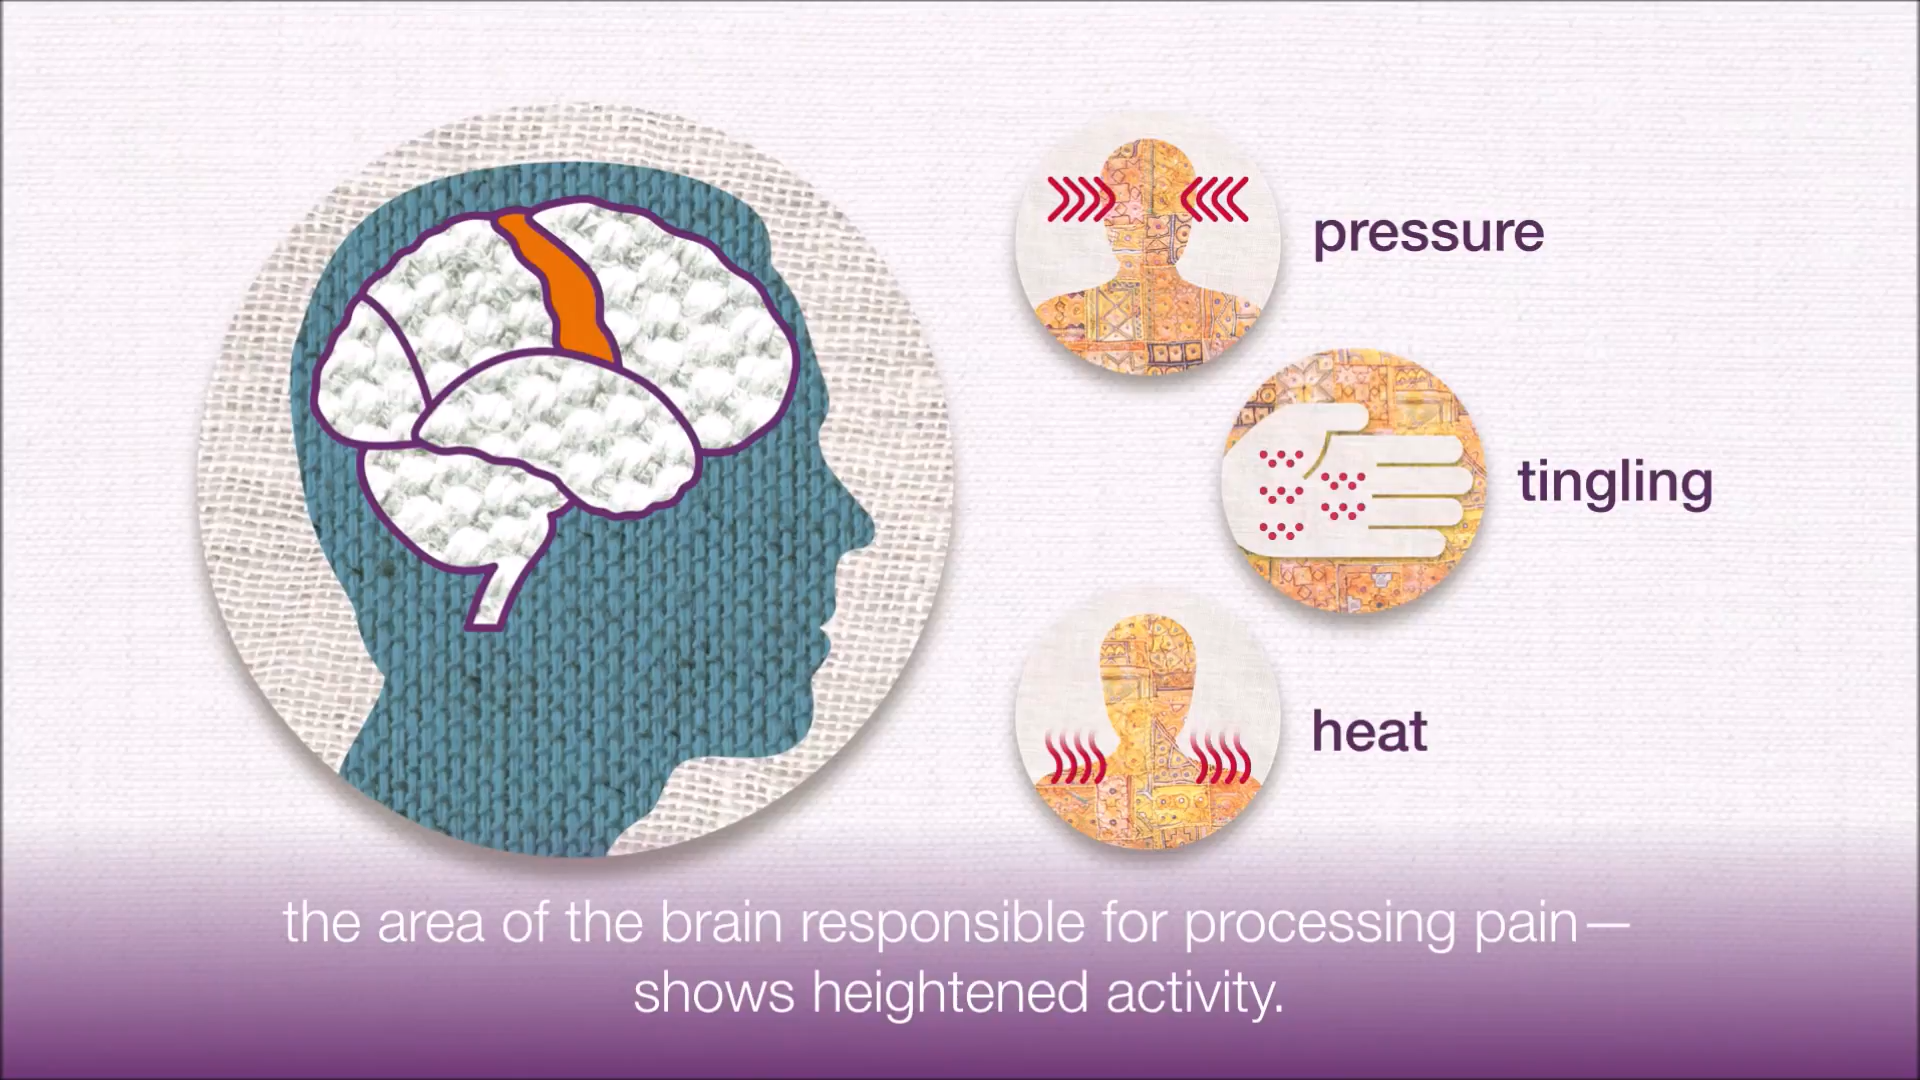 pressure
tingling
heat
the area of the brain responsible for processing pain—
shows heightened activity.